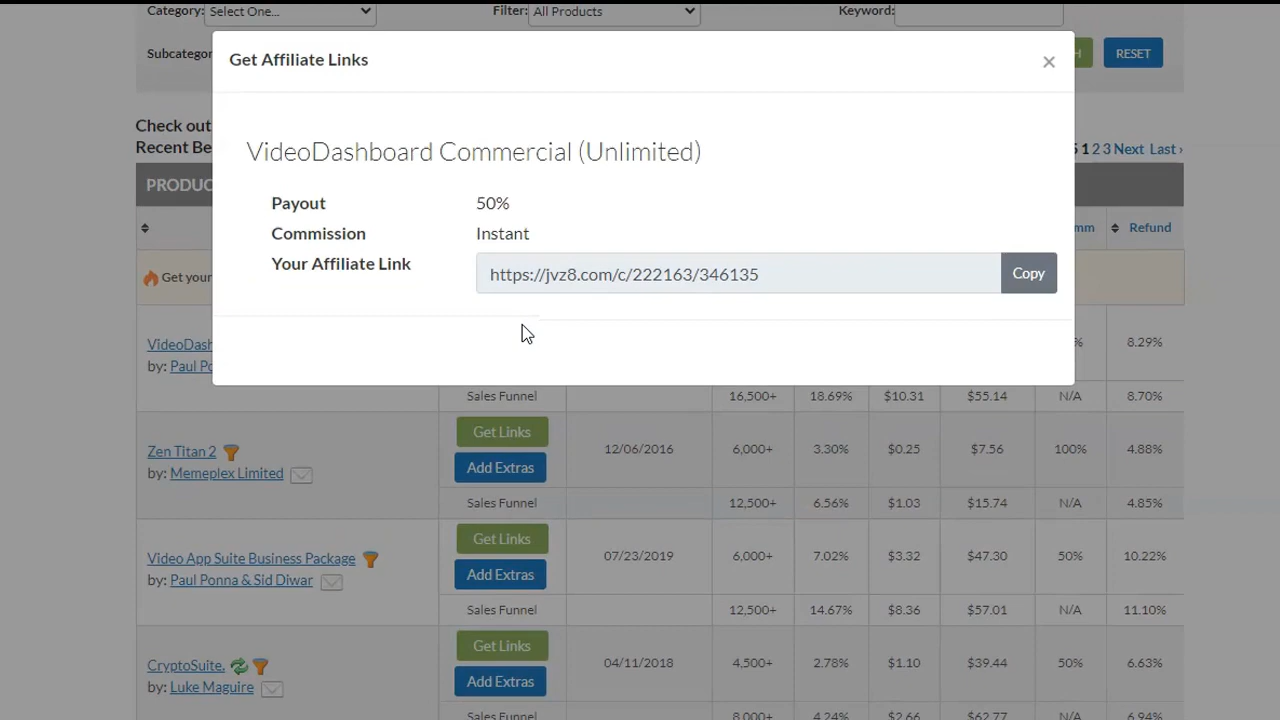 Category: Select One... Filter: All Products Keyword:
Get Affiliate Links ×
Subcategor H RESET
Check out
VideoDashboard Commercial (Unlimited)
Recent Be 1 2 3 Next Last ›
PRODUC
Payout 50%
Commission Instant mm Refund
Your Affiliate Link https://jvz8.com/c/222163/346135 Copy
Get your
VideoDash % 8.29%
by: Paul Po
Sales Funnel 16,500+ 18.69% $10.31 $55.14 N/A 8.70%
Zen Titan 2 Get Links 12/06/2016 6,000+ 3.30% $0.25 $7.56 100% 4.88%
by: Memeplex Limited Add Extras
Sales Funnel 12,500+ 6.56% $1.03 $15.74 N/A 4.85%
Video App Suite Business Package Get Links 07/23/2019 6,000+ 7.02% $3.32 $47.30 50% 10.22%
by: Paul Ponna & Sid Diwar Add Extras
Sales Funnel 12,500+ 14.67% $8.36 $57.01 N/A 11.10%
CryptoSuite. Get Links 04/11/2018 4,500+ 2.78% $1.10 $39.44 50% 6.63%
by: Luke Maguire Add Extras
Sales Funnel 8,000+ 4.24% $2.66 $62.77 N/A 6.94%